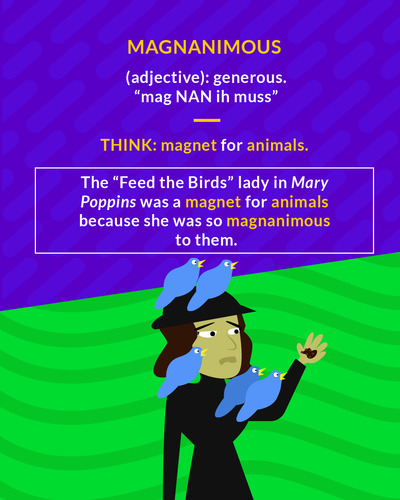 MAGNANIMOUS
(adjective): generous.
“mag NAN ih muss”
THINK: magnet for animals.
The “Feed the Birds” lady in Mary
Poppins was a magnet for animals
because she was so magnanimous
to them.